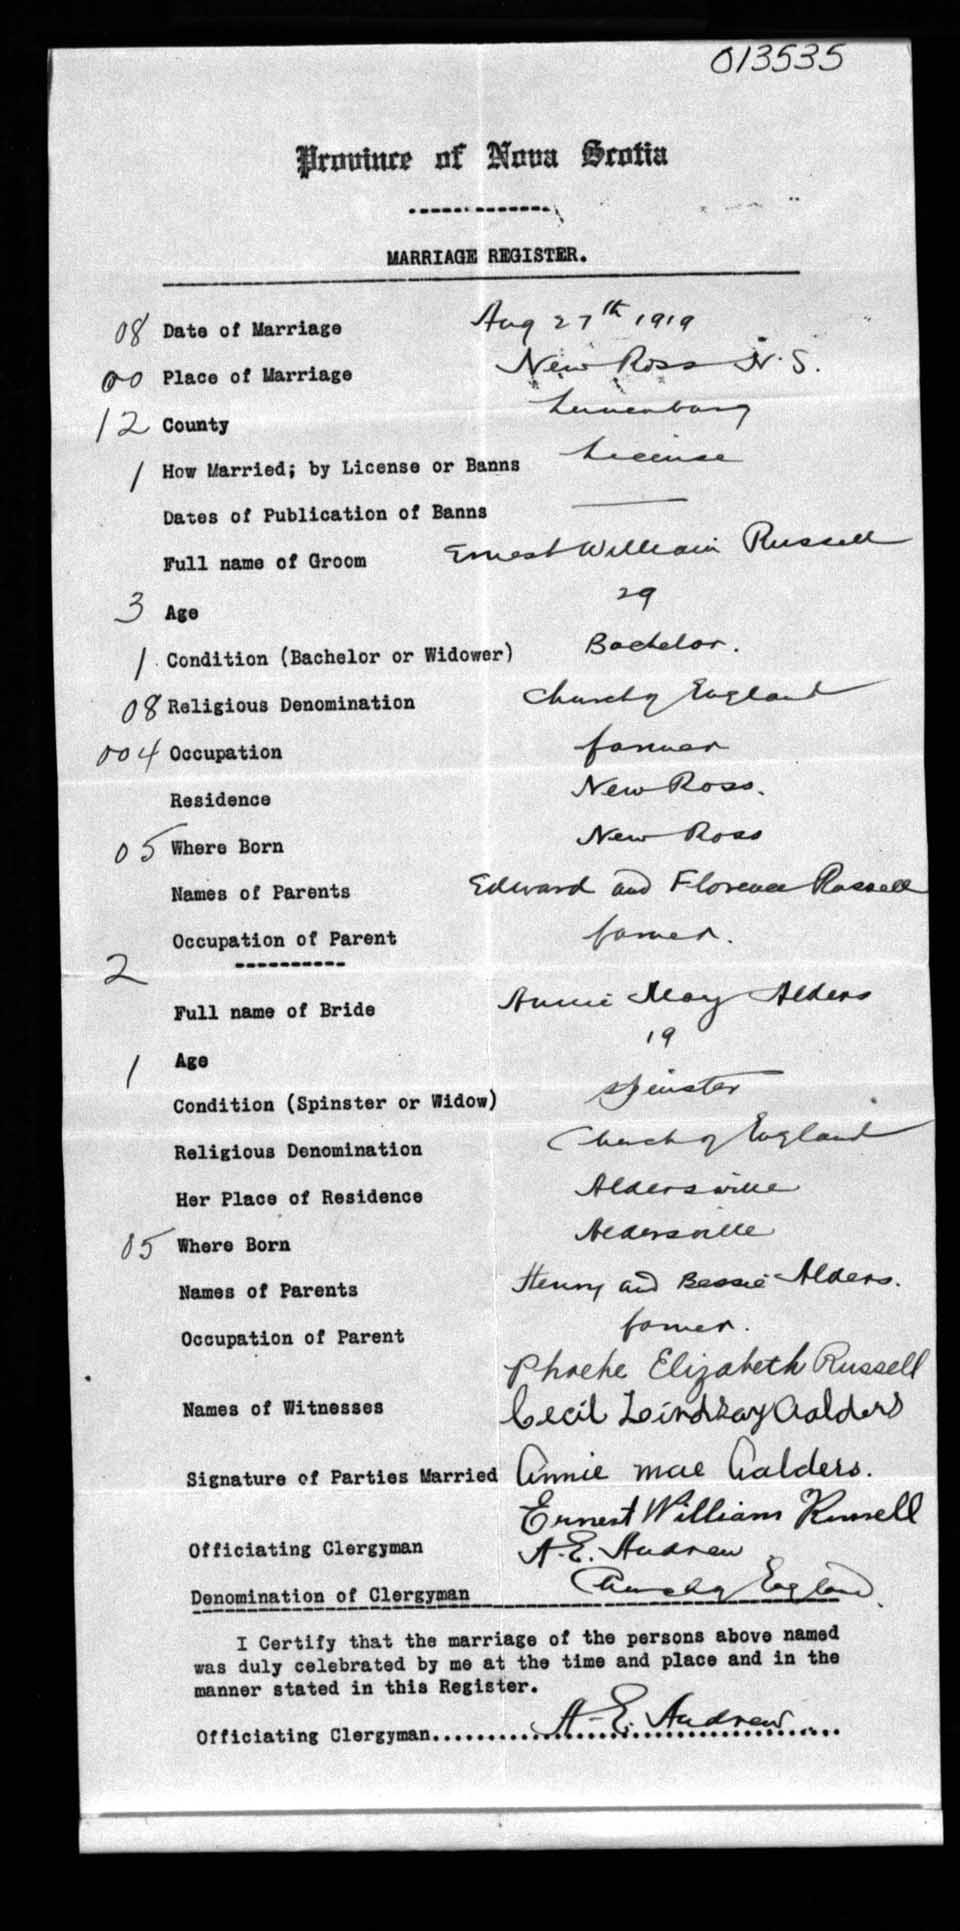 013535
Province of Nova Scotia
MARRIAGE REGISTER.
08 Date of Marriage Aug 27th 1919
00 Place of Marriage New Ross N.S.
12 County Lunenburg
1 How Married; by License or Banns License
Dates of Publication of Banns —
Full name of Groom Ernest William Russell
3 Age 29
1 Condition (Bachelor or Widower) Bachelor.
08 Religious Denomination Church of England
004 Occupation farmer
Residence New Ross.
05 Where Born New Ross
Names of Parents Edward and Florence Russell
Occupation of Parent farmer.
2
Full name of Bride Annie May Alders
1 Age 19
Condition (Spinster or Widow) Spinster
Religious Denomination Church of England
Her Place of Residence Aldersville
05 Where Born Aldersville
Names of Parents Henry and Bessie Alders.
Occupation of Parent farmer.
Phoebe Elizabeth Russell
Names of Witnesses Cecil Lindsay Aalders
Signature of Parties Married Annie Mae Aalders.
Ernest William Russell
Officiating Clergyman A. E. Andrew
Denomination of Clergyman Church of England.
I Certify that the marriage of the persons above named
was duly celebrated by me at the time and place and in the
manner stated in this Register.
Officiating Clergyman.......A. E. Andrew.......